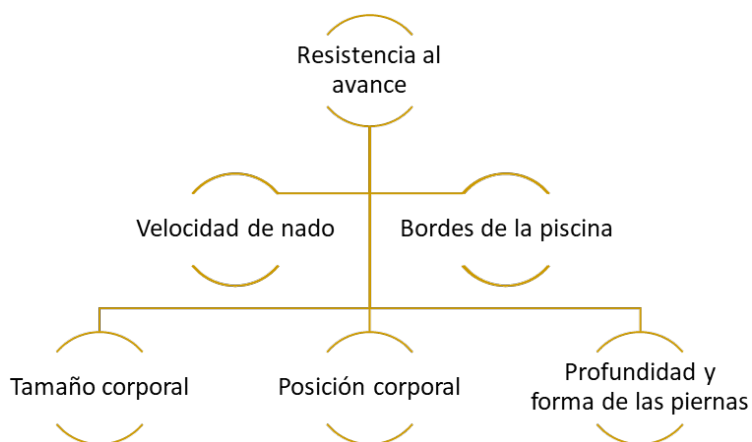 Resistencia al
avance
Velocidad de nado
Bordes de la piscina
Tamaño corporal
Posición corporal
Profundidad y
forma de las piernas